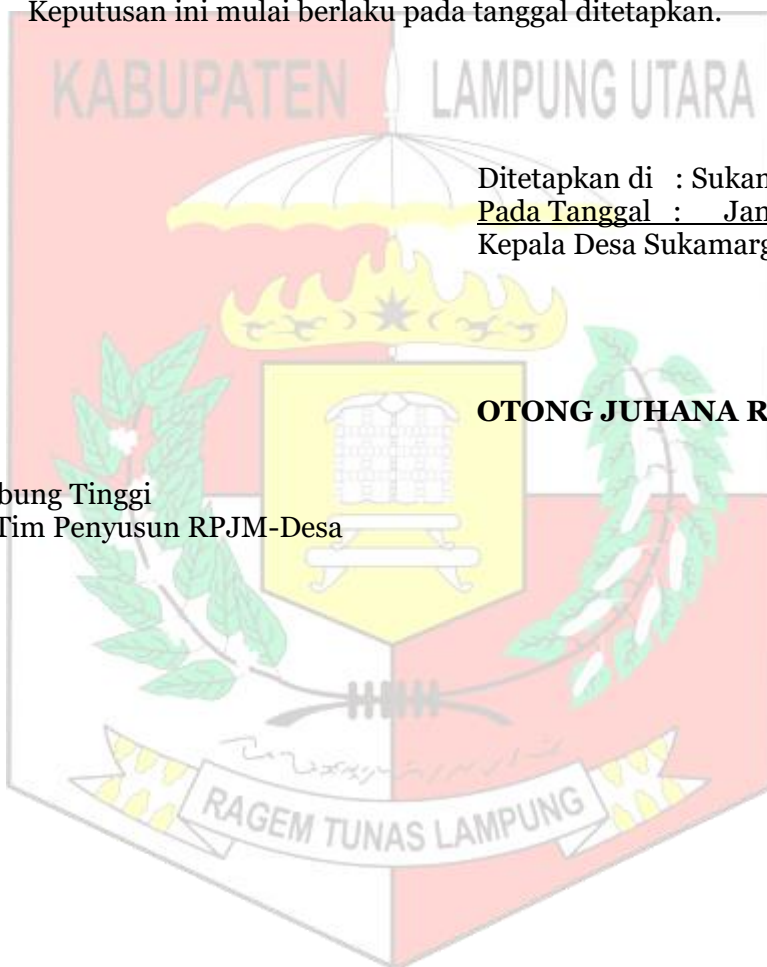 Keputusan ini mulai berlaku pada tanggal ditetapkan.
KABUPATEN LAMPUNG UTARA
Ditetapkan di : Sukam
Pada Tanggal : Jan
Kepala Desa Sukamarg
OTONG JUHANA R
bung Tinggi
Tim Penyusun RPJM-Desa
RAGEM TUNAS LAMPUNG